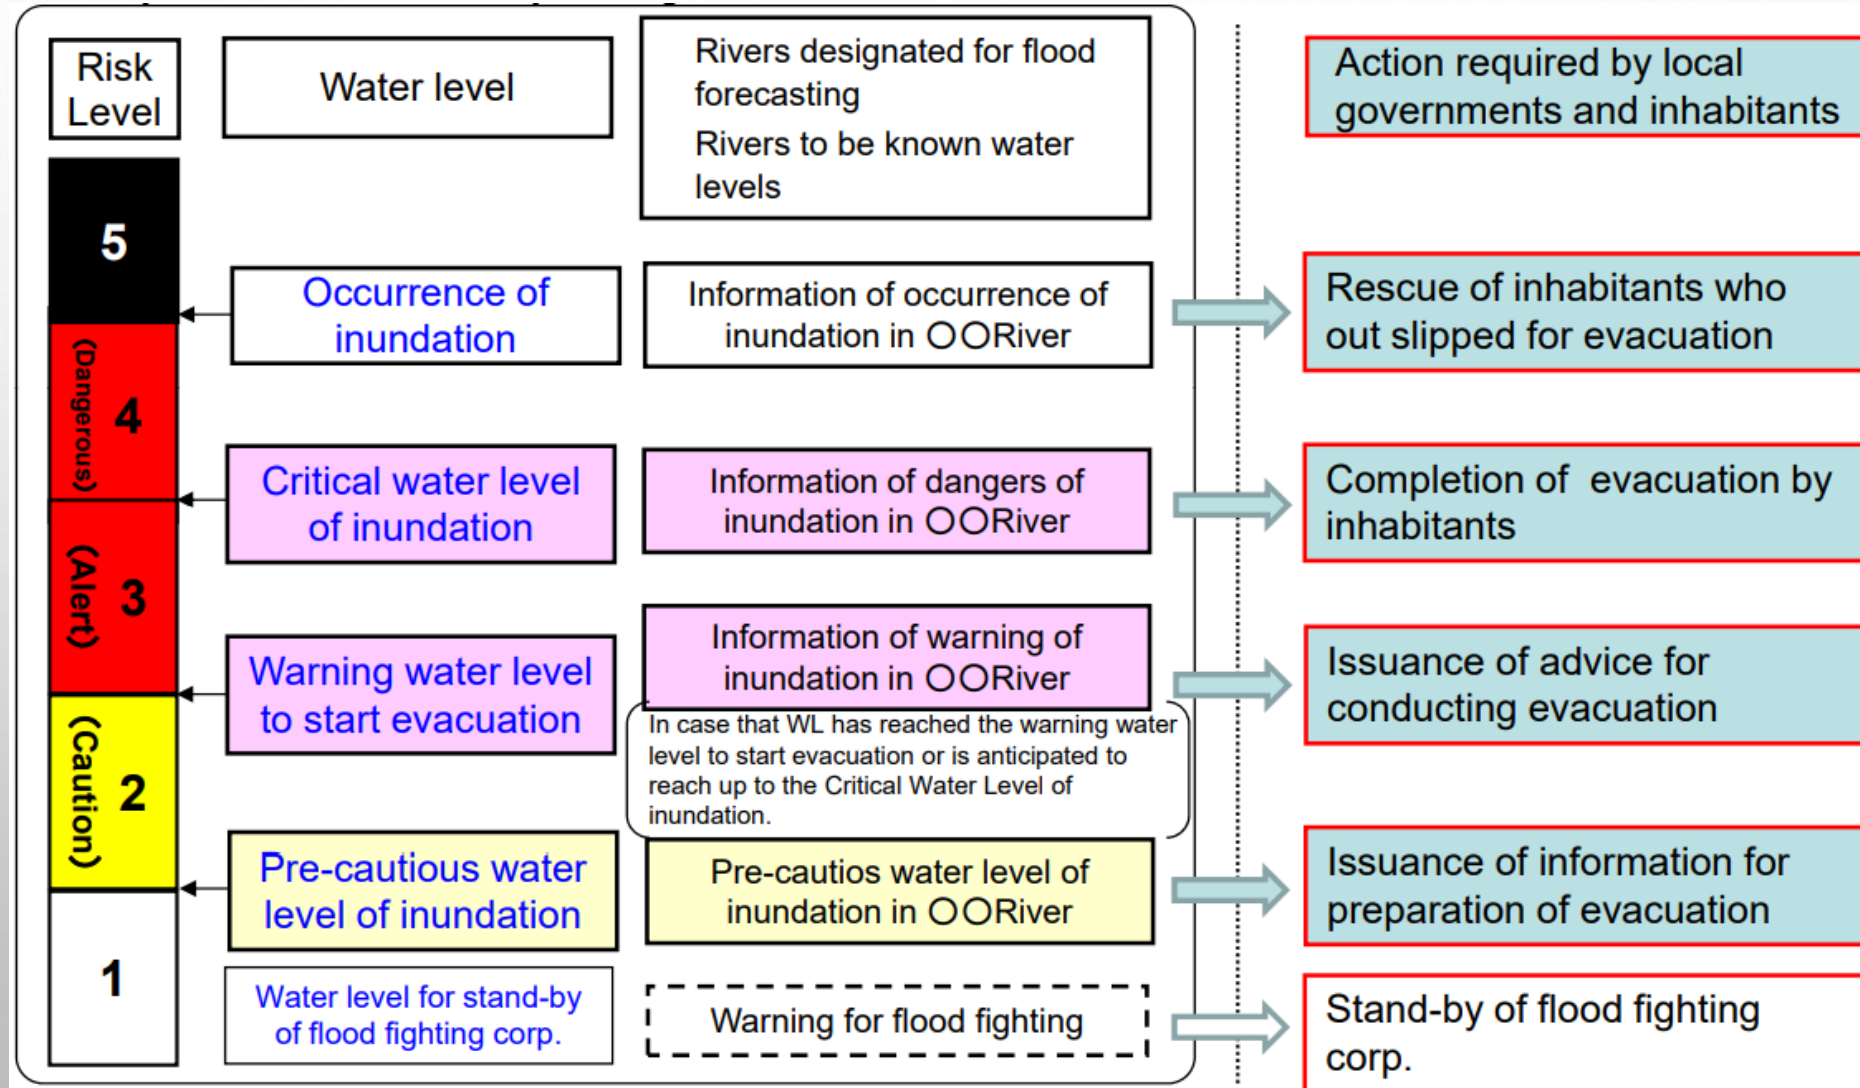 Risk
Level
Water level
Rivers designated for flood
forecasting
Rivers to be known water
levels
Action required by local
governments and inhabitants
5
Occurrence of
inundation
Information of occurrence of
inundation in ○○River
Rescue of inhabitants who
out slipped for evacuation
(Dangerous)
4
Critical water level
of inundation
Information of dangers of
inundation in ○○River
Completion of evacuation by
inhabitants
(Alert)
3
Warning water level
to start evacuation
Information of warning of
inundation in ○○River
In case that WL has reached the warning water
level to start evacuation or is anticipated to
reach up to the Critical Water Level of
inundation.
Issuance of advice for
conducting evacuation
(Caution)
2
Pre-cautious water
level of inundation
Pre-cautios water level of
inundation in ○○River
Issuance of information for
preparation of evacuation
1
Water level for stand-by
of flood fighting corp.
Warning for flood fighting
Stand-by of flood fighting
corp.